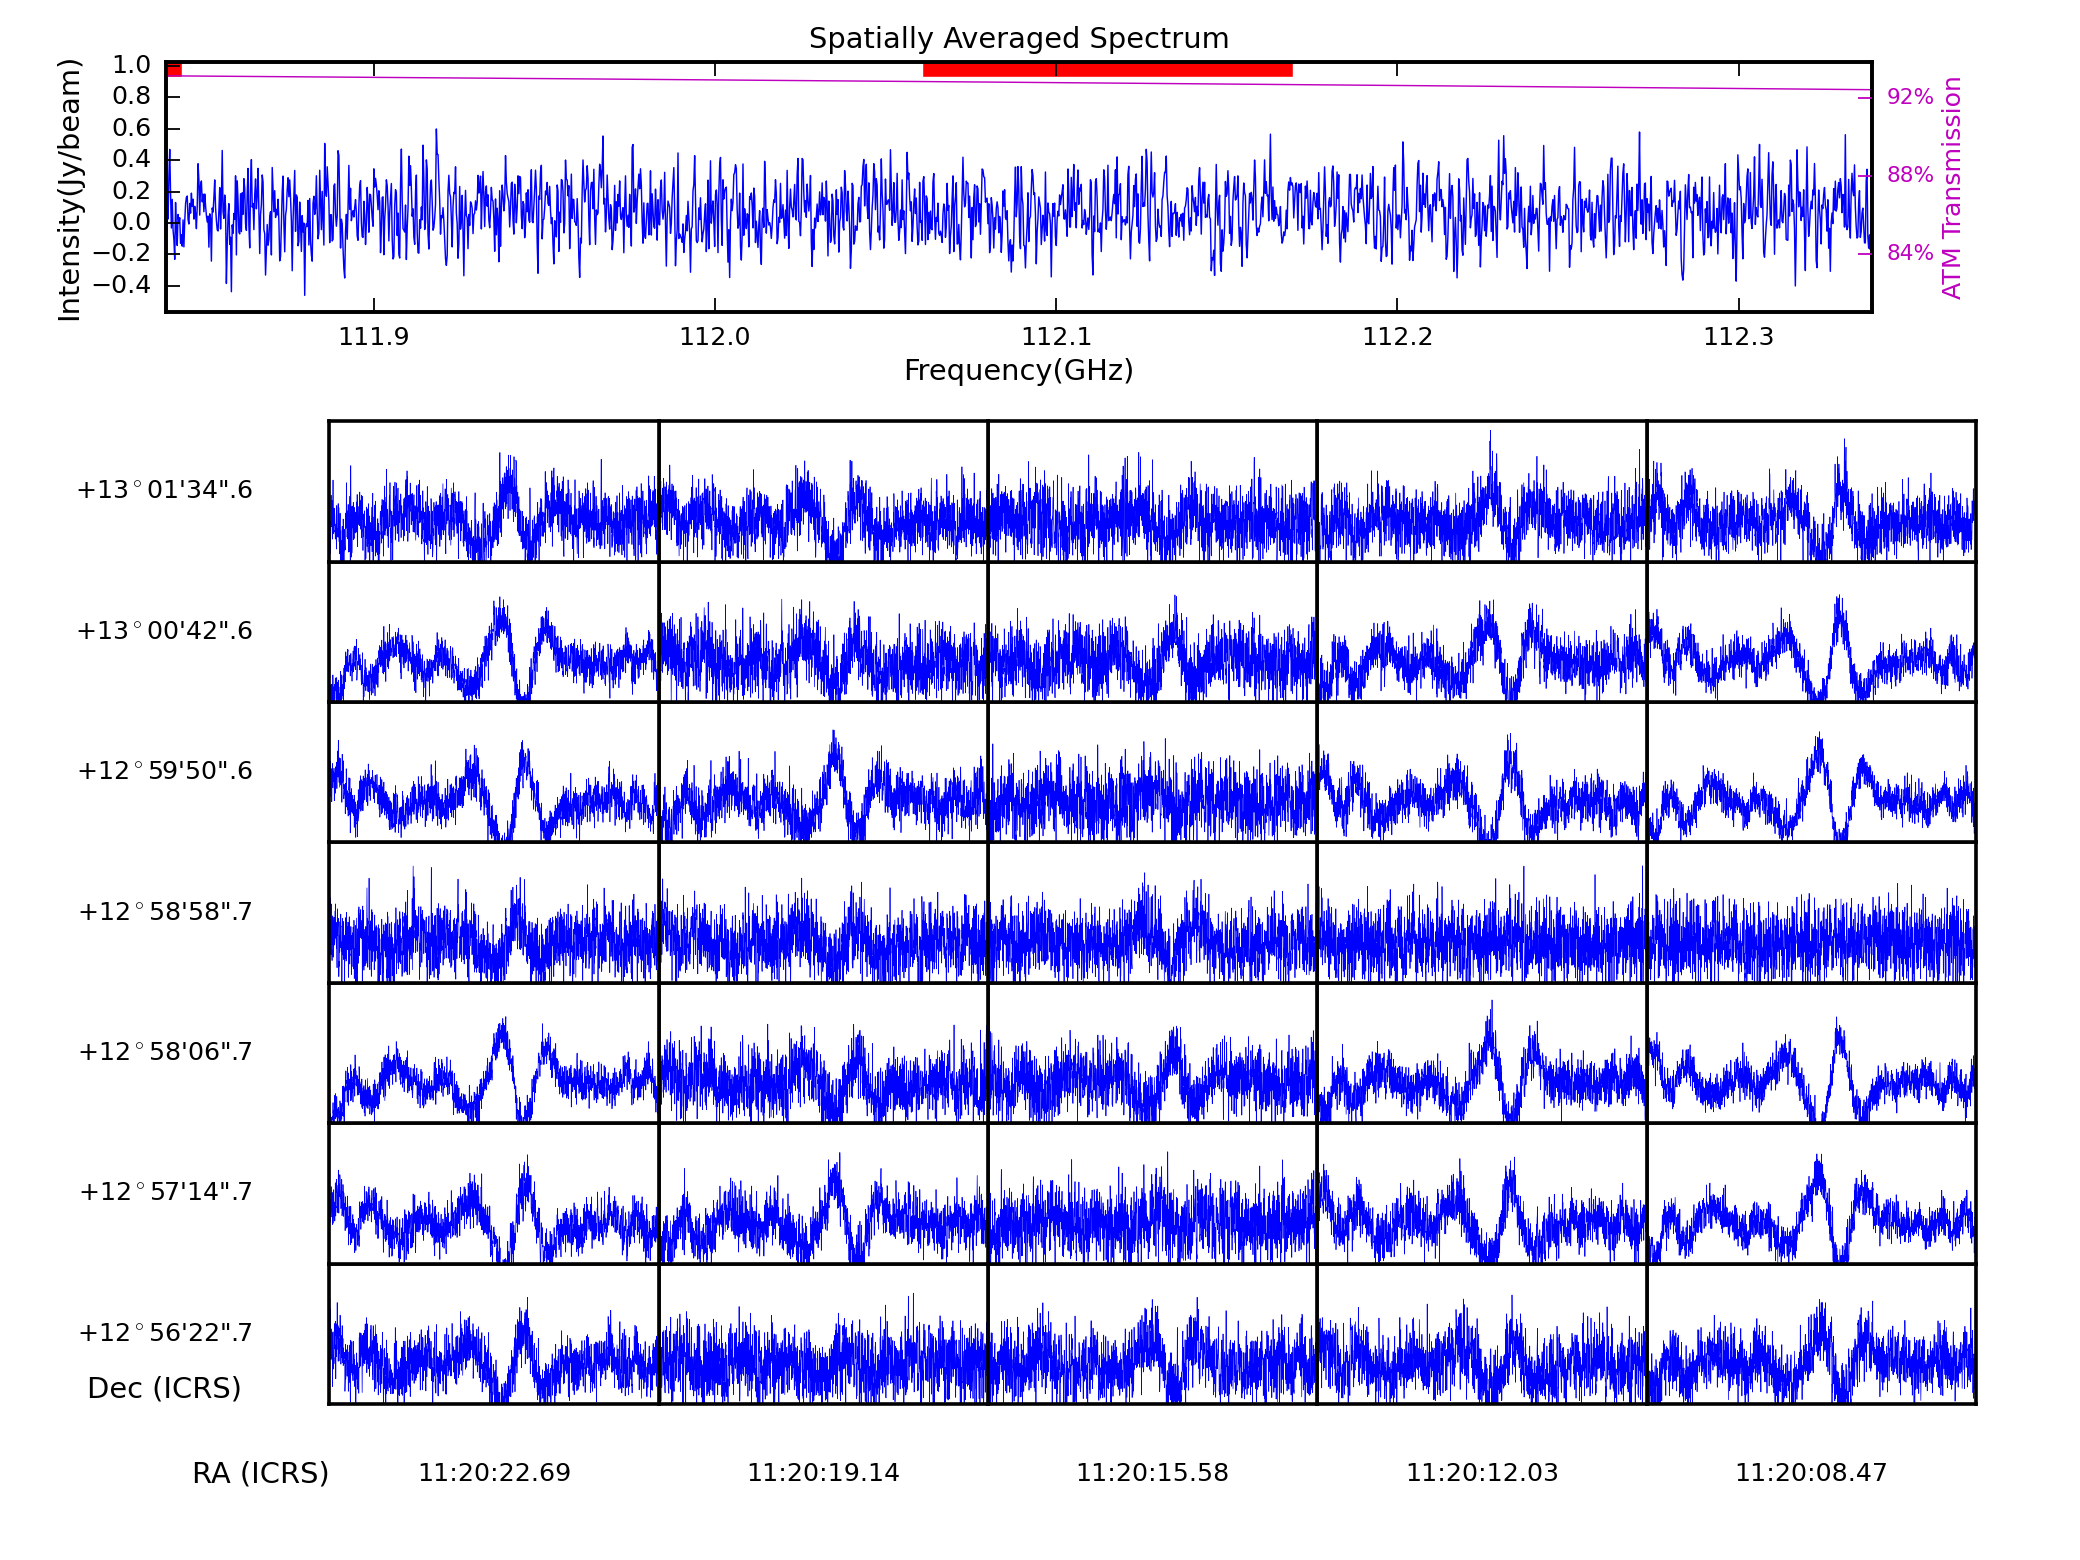 Spatially Averaged Spectrum
Intensity(Jy/beam)
1.0
0.8
0.6
0.4
0.2
0.0
−0.2
−0.4
92%
88%
84%
ATM Transmission
111.9 112.0 112.1 112.2 112.3
Frequency(GHz)
+13°01'34".6
+13°00'42".6
+12°59'50".6
+12°58'58".7
+12°58'06".7
+12°57'14".7
+12°56'22".7
Dec (ICRS)
RA (ICRS) 11:20:22.69 11:20:19.14 11:20:15.58 11:20:12.03 11:20:08.47